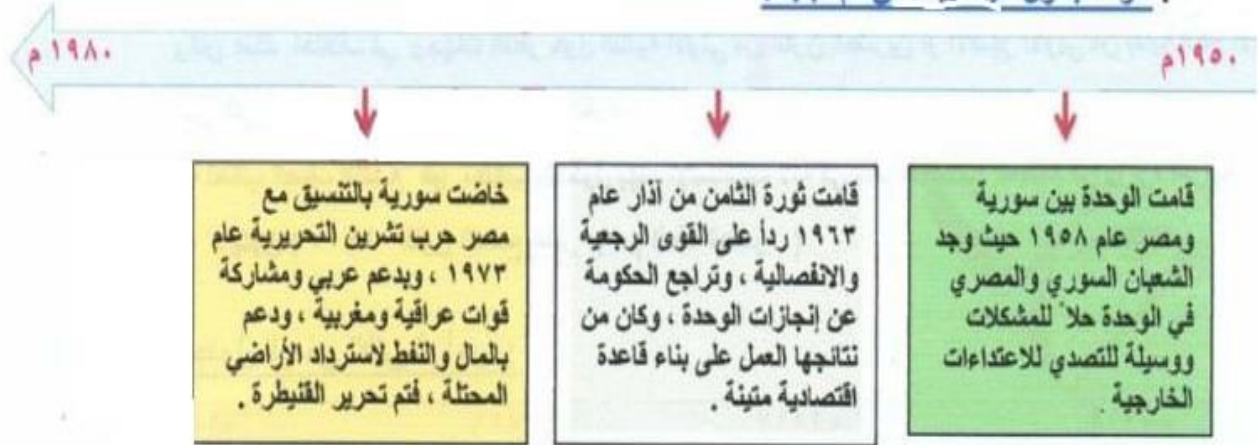 ١٩٥٠م
١٩٨٠م
قامت الوحدة بين سورية
ومصر عام ١٩٥٨ حيث وجد
الشعبان السوري والمصري
في الوحدة حلاً للمشكلات
ووسيلة للتصدي للاعتداءات
الخارجية .
قامت ثورة الثامن من آذار عام
١٩٦٣ رداً على القوى الرجعية
والانفصالية ، وتراجع الحكومة
عن إنجازات الوحدة ، وكان من
نتائجها العمل على بناء قاعدة
اقتصادية متينة .
خاضت سورية بالتنسيق مع
مصر حرب تشرين التحريرية عام
١٩٧٣ ، وبدعم عربي ومشاركة
قوات عراقية ومغربية ، ودعم
بالمال والنفط لاسترداد الأراضي
المحتلة ، فتم تحرير القنيطرة .